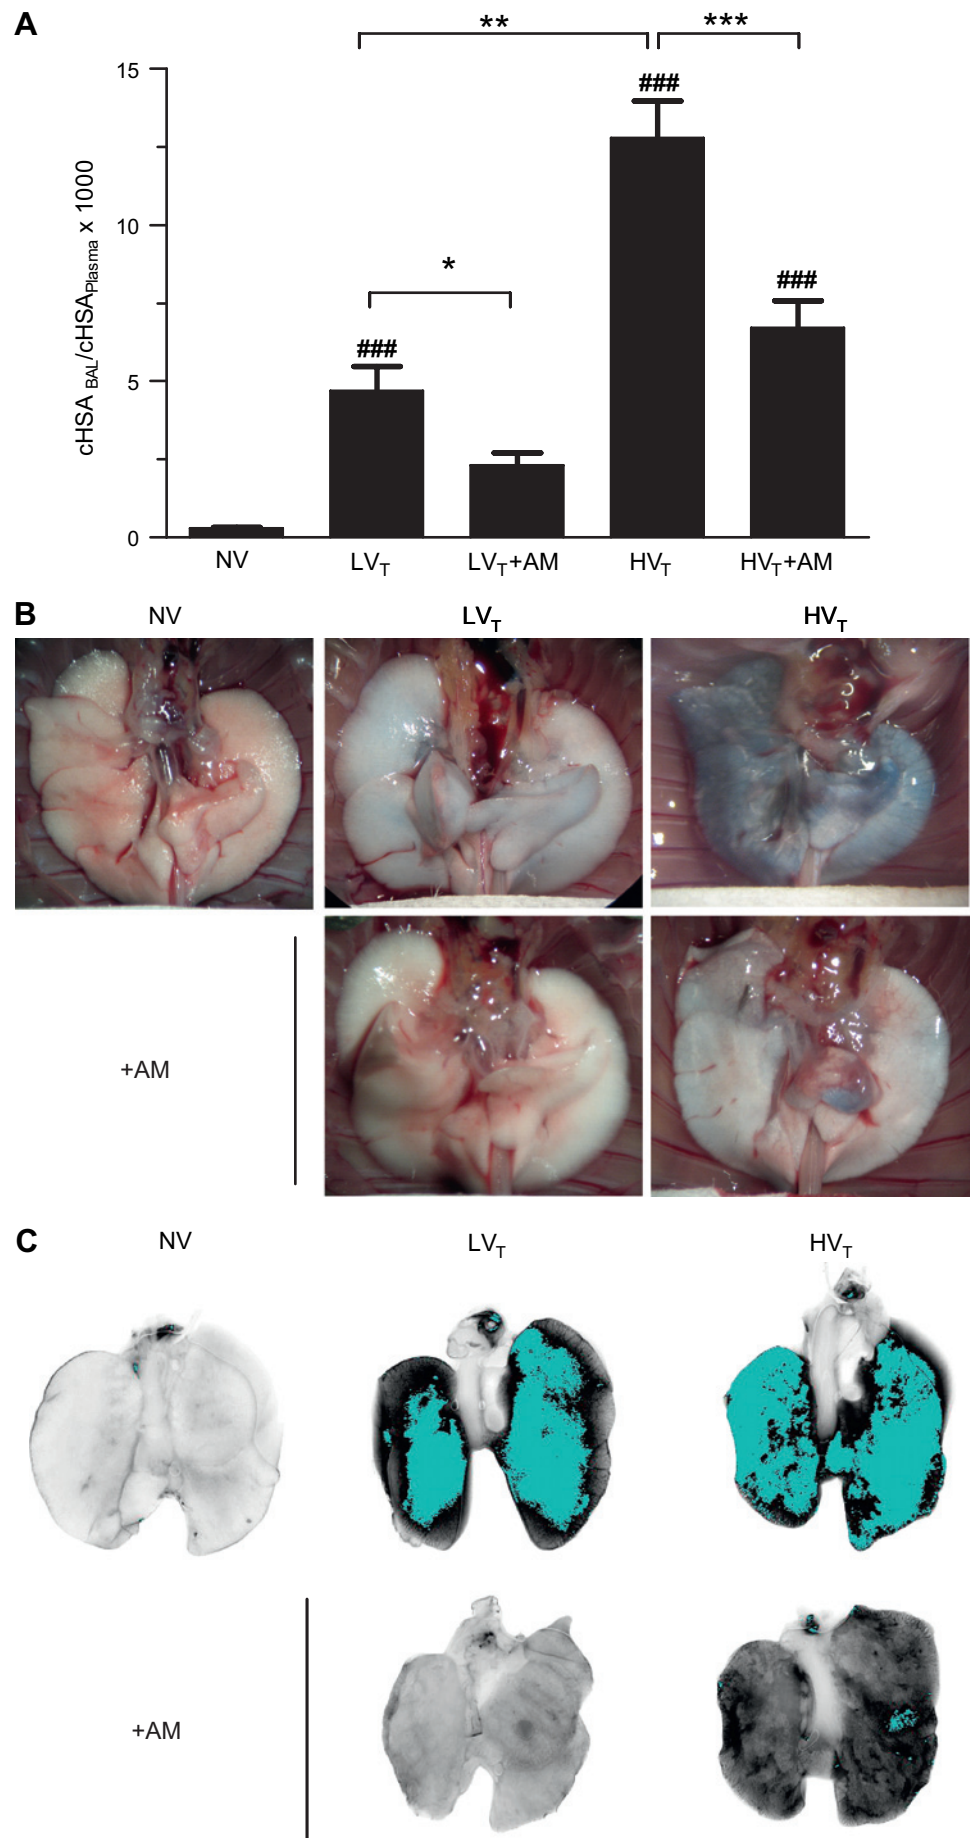 A
** ***
15
###
10
*
###
###
5
0
cHSA BAL/cHSAPlasma x 1000
NV LVT LVT+AM HVT HVT+AM
B NV LVT HVT
+AM
C NV LVT HVT
+AM